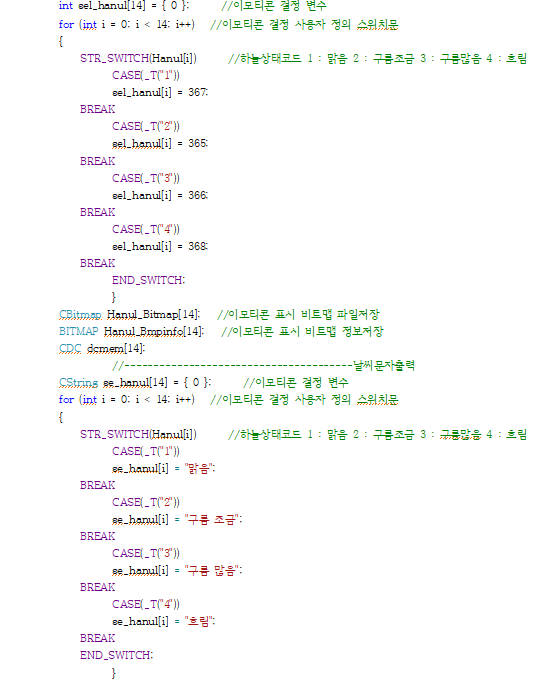 int sel_hanul[14] = { 0 };      //이모티콘 결정 변수
for (int i = 0; i < 14; i++)   //이모티콘 결정 사용자 정의 스위치문
{
STR_SWITCH(Hanul[i])      //하늘상태코드 1 : 맑음 2 : 구름조금 3 : 구름많음 4 : 흐림
CASE(_T("1"))
sel_hanul[i] = 367;
BREAK
CASE(_T("2"))
sel_hanul[i] = 365;
BREAK
CASE(_T("3"))
sel_hanul[i] = 366;
BREAK
CASE(_T("4"))
sel_hanul[i] = 368;
BREAK
END_SWITCH;
}
CBitmap Hanul_Bitmap[14];   //이모티콘 표시 비트맵 파일저장
BITMAP Hanul_Bmpinfo[14];   //이모티콘 표시 비트맵 정보저장
CDC dcmem[14];
//---------------------------------------날씨문자출력
CString se_hanul[14] = { 0 };      //이모티콘 결정 변수
for (int i = 0; i < 14; i++)   //이모티콘 결정 사용자 정의 스위치문
{
STR_SWITCH(Hanul[i])      //하늘상태코드 1 : 맑음 2 : 구름조금 3 : 구름많음 4 : 흐림
CASE(_T("1"))
se_hanul[i] = "맑음";
BREAK
CASE(_T("2"))
se_hanul[i] = "구름 조금";
BREAK
CASE(_T("3"))
se_hanul[i] = "구름 많음";
BREAK
CASE(_T("4"))
se_hanul[i] = "흐림";
BREAK
END_SWITCH;
}